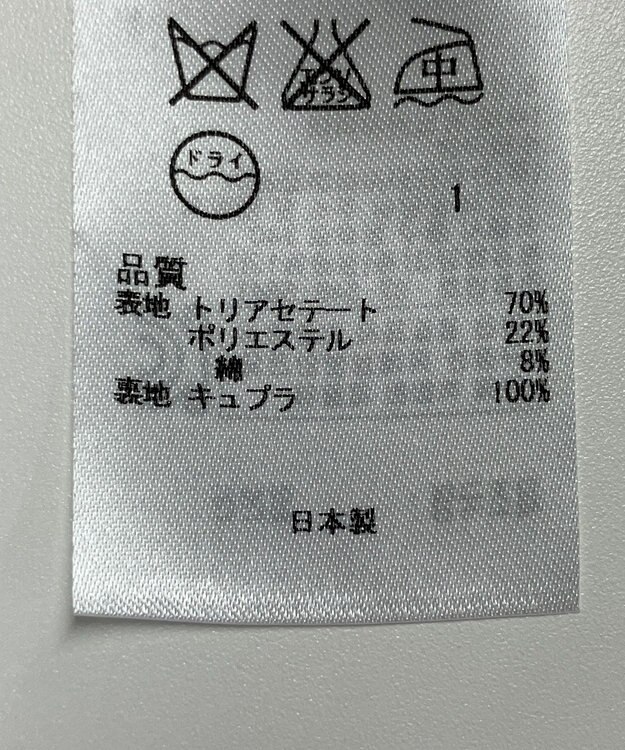 エンソ
サラシ
中
ドライ
1
品質
表地 トリアセテート 70%
ポリエステル 22%
綿 8%
裏地 キュプラ 100%
日本製